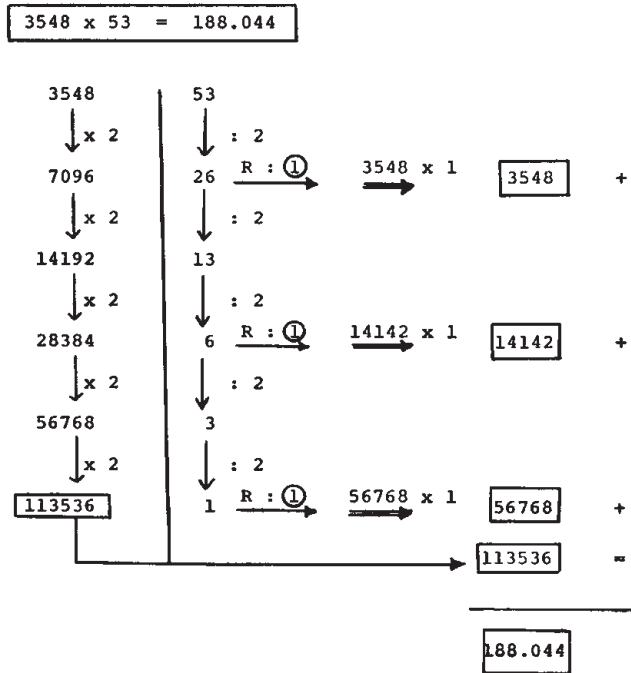 3548 x 53 = 188.044
3548 53
x 2 : 2
7096 26 R : 1 3548 x 1 3548 +
x 2 : 2
14192 13
x 2 : 2
28384 6 R : 1 14142 x 1 14142 +
x 2 : 2
56768 3
x 2 : 2
113536 1 R : 1 56768 x 1 56768 +
113536 =
188.044